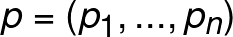 p = (p₁, ..., pₙ)